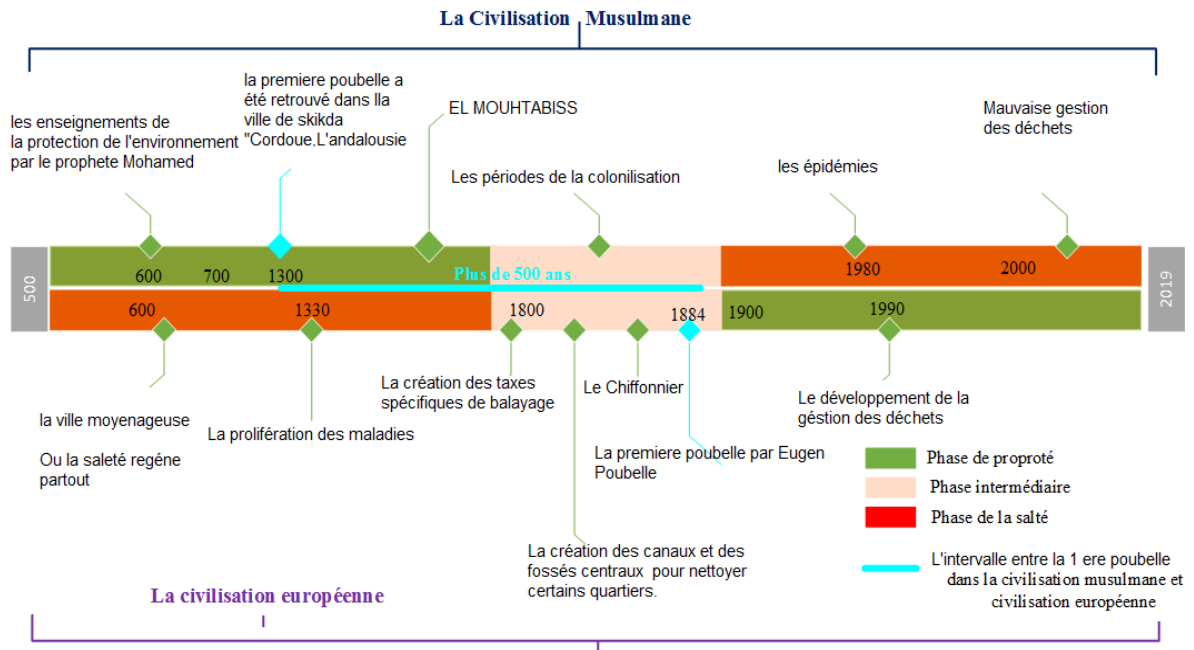 La Civilisation Musulmane
les enseignements de
la protection de l'environnement
par le prophete Mohamed
la premiere poubelle a
été retrouvé dans lla
ville de skikda
"Cordoue.L'andalousie
EL MOUHTABISS
Les périodes de la colonilisation
les épidémies
Mauvaise gestion
des déchets
500
600
700
1300
Plus de 500 ans
1980
2000
2019
600
1330
1800
1884
1900
1990
la ville moyenageuse
Ou la saleté regéne
partout
La prolifération des maladies
La création des taxes
spécifiques de balayage
Le Chiffonnier
La création des canaux et des
fossés centraux pour nettoyer
certains quartiers.
La premiere poubelle par Eugen
Poubelle
Le développement de la
géstion des déchets
Phase de proproté
Phase intermédiaire
Phase de la salté
L'intervalle entre la 1 ere poubelle
dans la civilisation musulmane et
civilisation européenne
La civilisation européenne